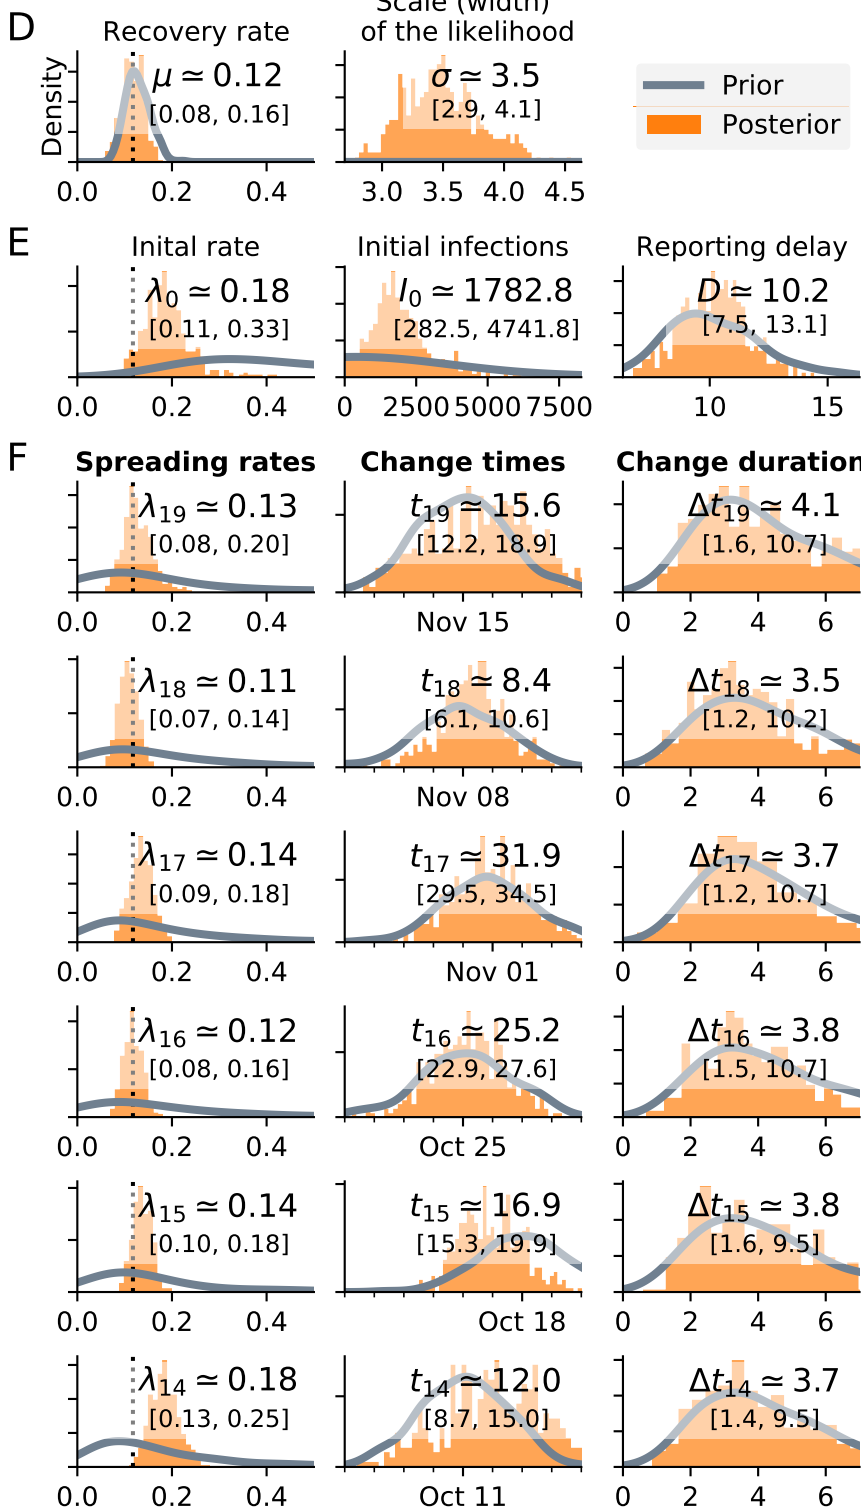 D
Recovery rate
Scale (width)
of the likelihood
Density
μ ≃ 0.12
[0.08, 0.16]
σ ≃ 3.5
[2.9, 4.1]
Prior
Posterior
0.0 0.2 0.4
3.0 3.5 4.0 4.5
E
Inital rate
Initial infections
Reporting delay
λ0 ≃ 0.18
[0.11, 0.33]
I0 ≃ 1782.8
[282.5, 4741.8]
D ≃ 10.2
[7.5, 13.1]
0.0 0.2 0.4
0 2500 5000 7500
10 15
F
Spreading rates
Change times
Change duration
λ19 ≃ 0.13
[0.08, 0.20]
t19 ≃ 15.6
[12.2, 18.9]
Δt19 ≃ 4.1
[1.6, 10.7]
0.0 0.2 0.4
Nov 15
0 2 4 6
λ18 ≃ 0.11
[0.07, 0.14]
t18 ≃ 8.4
[6.1, 10.6]
Δt18 ≃ 3.5
[1.2, 10.2]
0.0 0.2 0.4
Nov 08
0 2 4 6
λ17 ≃ 0.14
[0.09, 0.18]
t17 ≃ 31.9
[29.5, 34.5]
Δt17 ≃ 3.7
[1.2, 10.7]
0.0 0.2 0.4
Nov 01
0 2 4 6
λ16 ≃ 0.12
[0.08, 0.16]
t16 ≃ 25.2
[22.9, 27.6]
Δt16 ≃ 3.8
[1.5, 10.7]
0.0 0.2 0.4
Oct 25
0 2 4 6
λ15 ≃ 0.14
[0.10, 0.18]
t15 ≃ 16.9
[15.3, 19.9]
Δt15 ≃ 3.8
[1.6, 9.5]
0.0 0.2 0.4
Oct 18
0 2 4 6
λ14 ≃ 0.18
[0.13, 0.25]
t14 ≃ 12.0
[8.7, 15.0]
Δt14 ≃ 3.7
[1.4, 9.5]
0.0 0.2 0.4
Oct 11
0 2 4 6